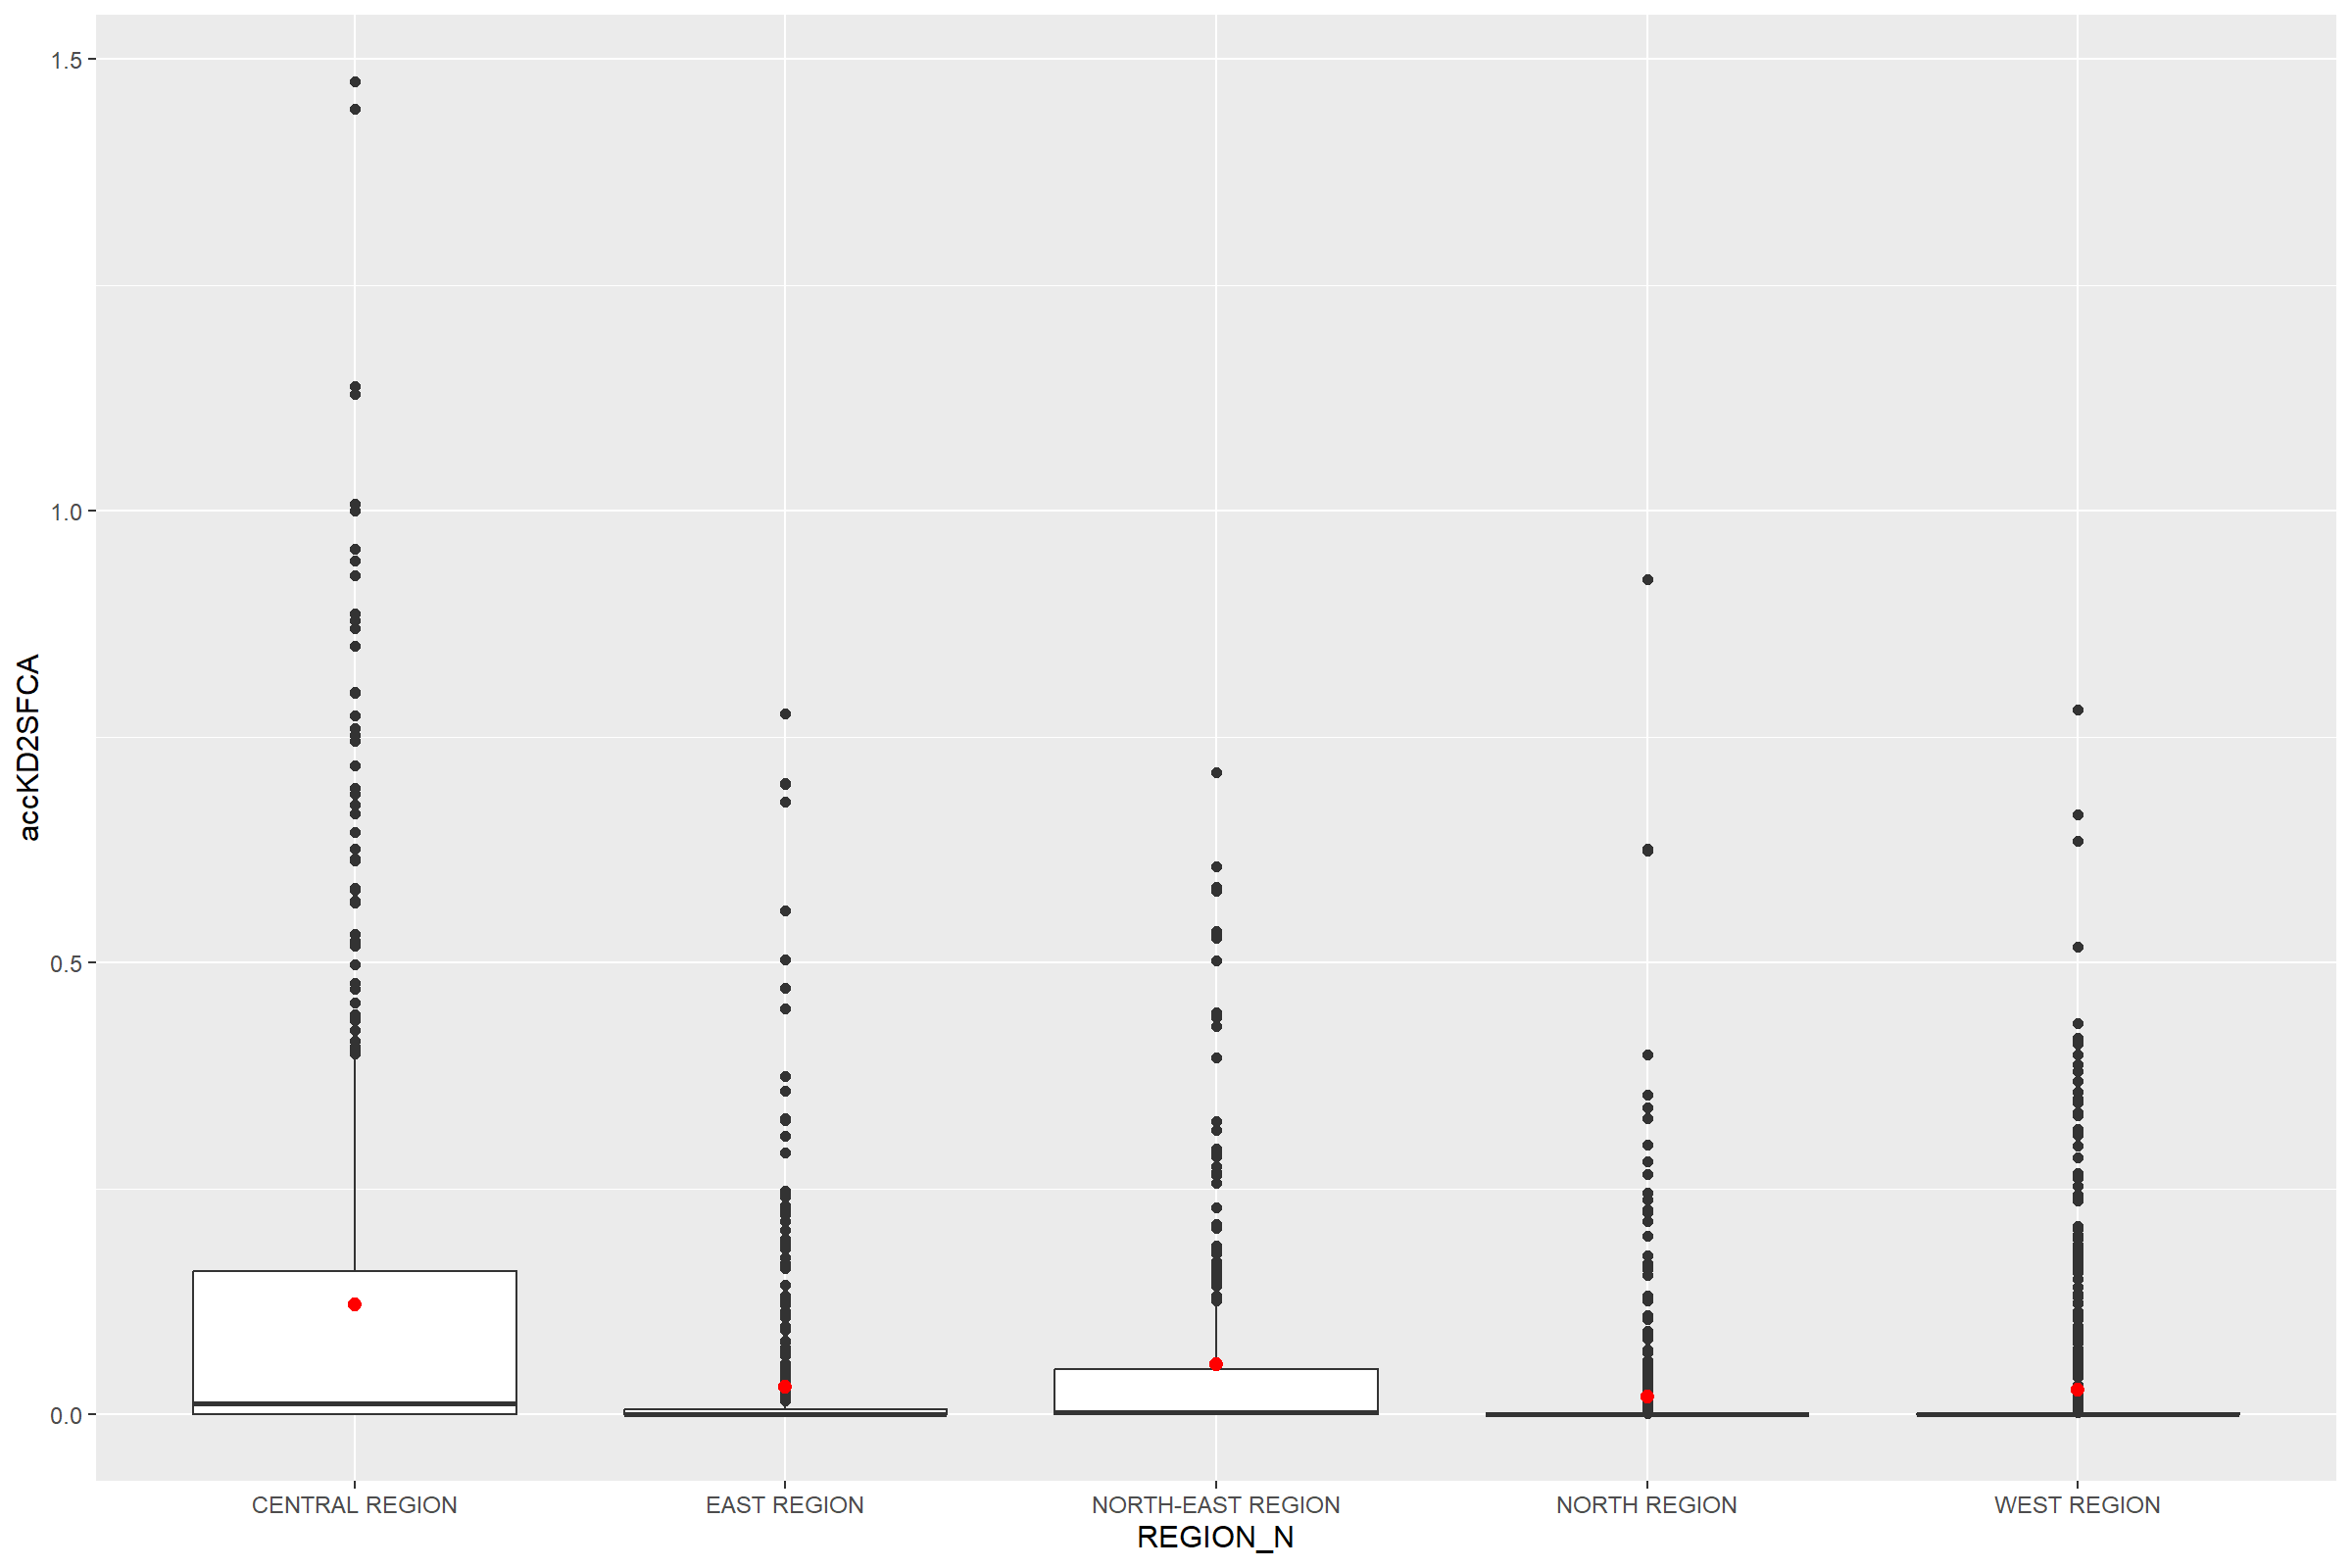 1.5
1.0
0.5
0.0
accKD2SFCA
CENTRAL REGION
EAST REGION
NORTH-EAST REGION
NORTH REGION
WEST REGION
REGION_N